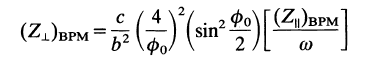 (Z⊥)BPM = c/b² (4/ϕ₀)² (sin² ϕ₀/2) [(Z∥)BPM/ω]